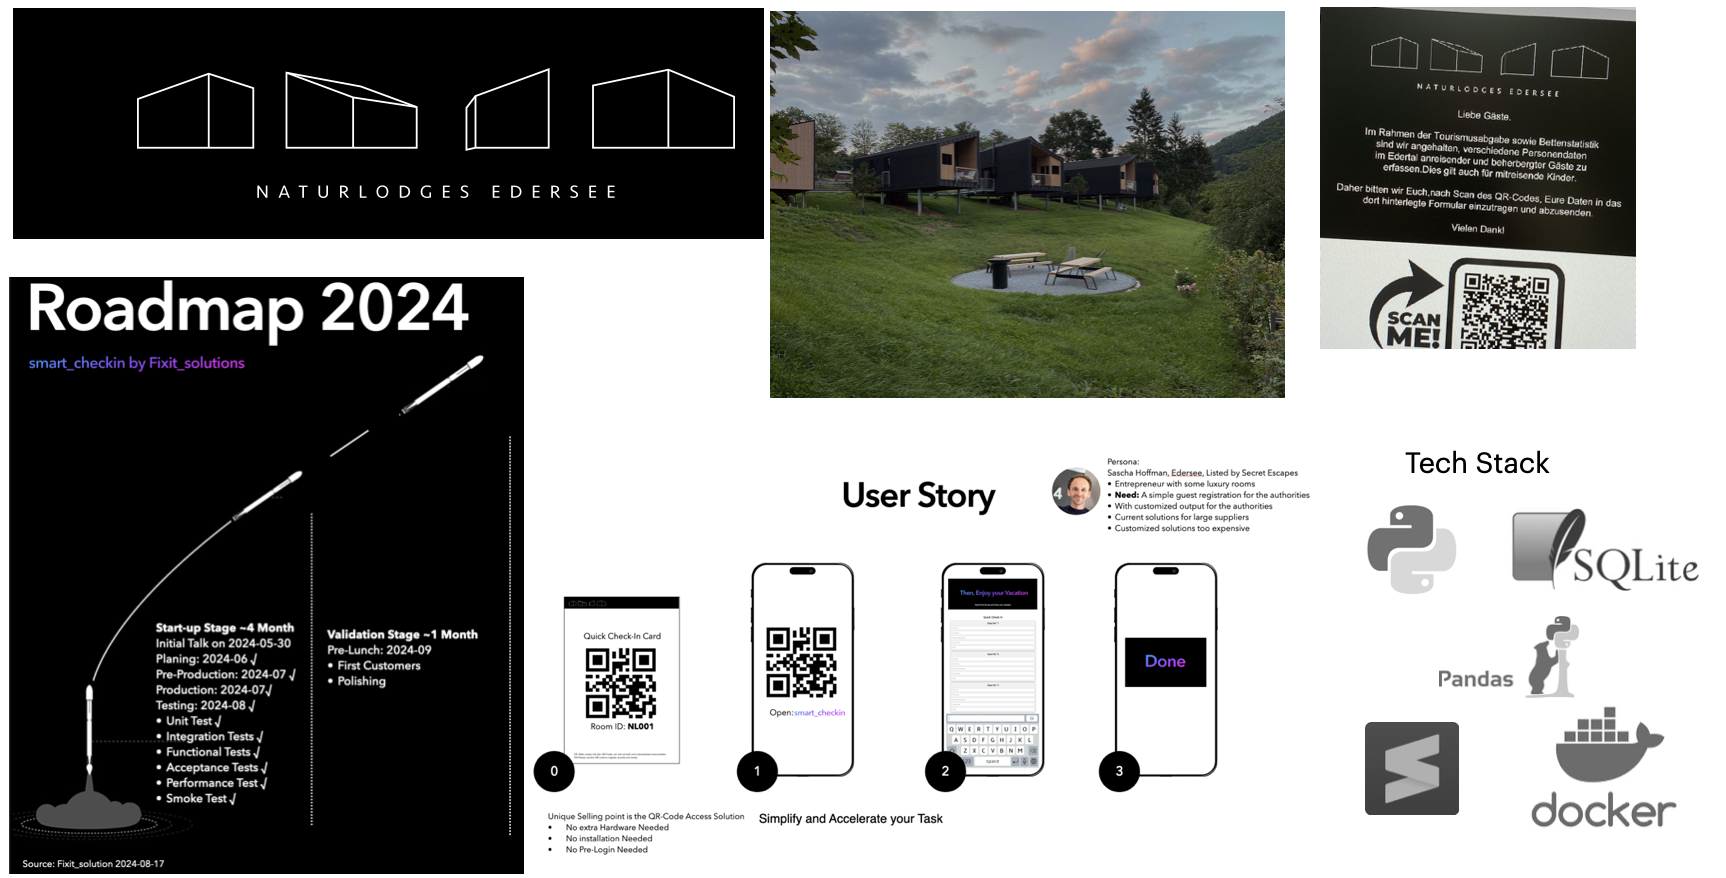 NATURLODGES EDERSEE
NATURLODGES EDERSEE
Liebe Gäste.
Im Rahmen der Tourismusabgabe sowie Bettenstatistik
sind wir angehalten, verschiedene Personendaten
im Edertal anreisender und beherbergter Gäste zu
erfassen.Dies gilt auch für mitreisende Kinder.
Daher bitten wir Euch,nach Scan des QR-Codes, Eure Daten in das
dort hinterlegte Formular einzutragen und abzusenden.
Vielen Dank!
SCAN
ME!
Roadmap 2024
smart_checkin by Fixit_solutions
Start-up Stage ~4 Month
Initial Talk on 2024-05-30
Planing: 2024-06 √
Pre-Production: 2024-07 √
Production: 2024-07√
Testing: 2024-08 √
• Unit Test √
• Integration Tests √
• Functional Tests √
• Acceptance Tests √
• Performance Test √
• Smoke Test √
Validation Stage ~1 Month
Pre-Lunch: 2024-09
• First Customers
• Polishing
Source: Fixit_solution 2024-08-17
User Story
4
Persona:
Sascha Hoffman, Edersee, Listed by Secret Escapes
• Entrepreneur with some luxury rooms
• Need: A simple guest registration for the authorities
• With customized output for the authorities
• Current solutions for large suppliers
• Customized solutions too expensive
Quick Check-In Card
Room ID: NL001
0
Open:smart_checkin
1
Then, Enjoy your Vacation
Quick Check-In
Q W E R T Y U I O P
A S D F G H J K L
Z X C V B N M
123 space
2
Done
3
Unique Selling point is the QR-Code Access Solution
• No extra Hardware Needed
• No installation Needed
• No Pre-Login Needed
Simplify and Accelerate your Task
Tech Stack
SQLite
Pandas
docker